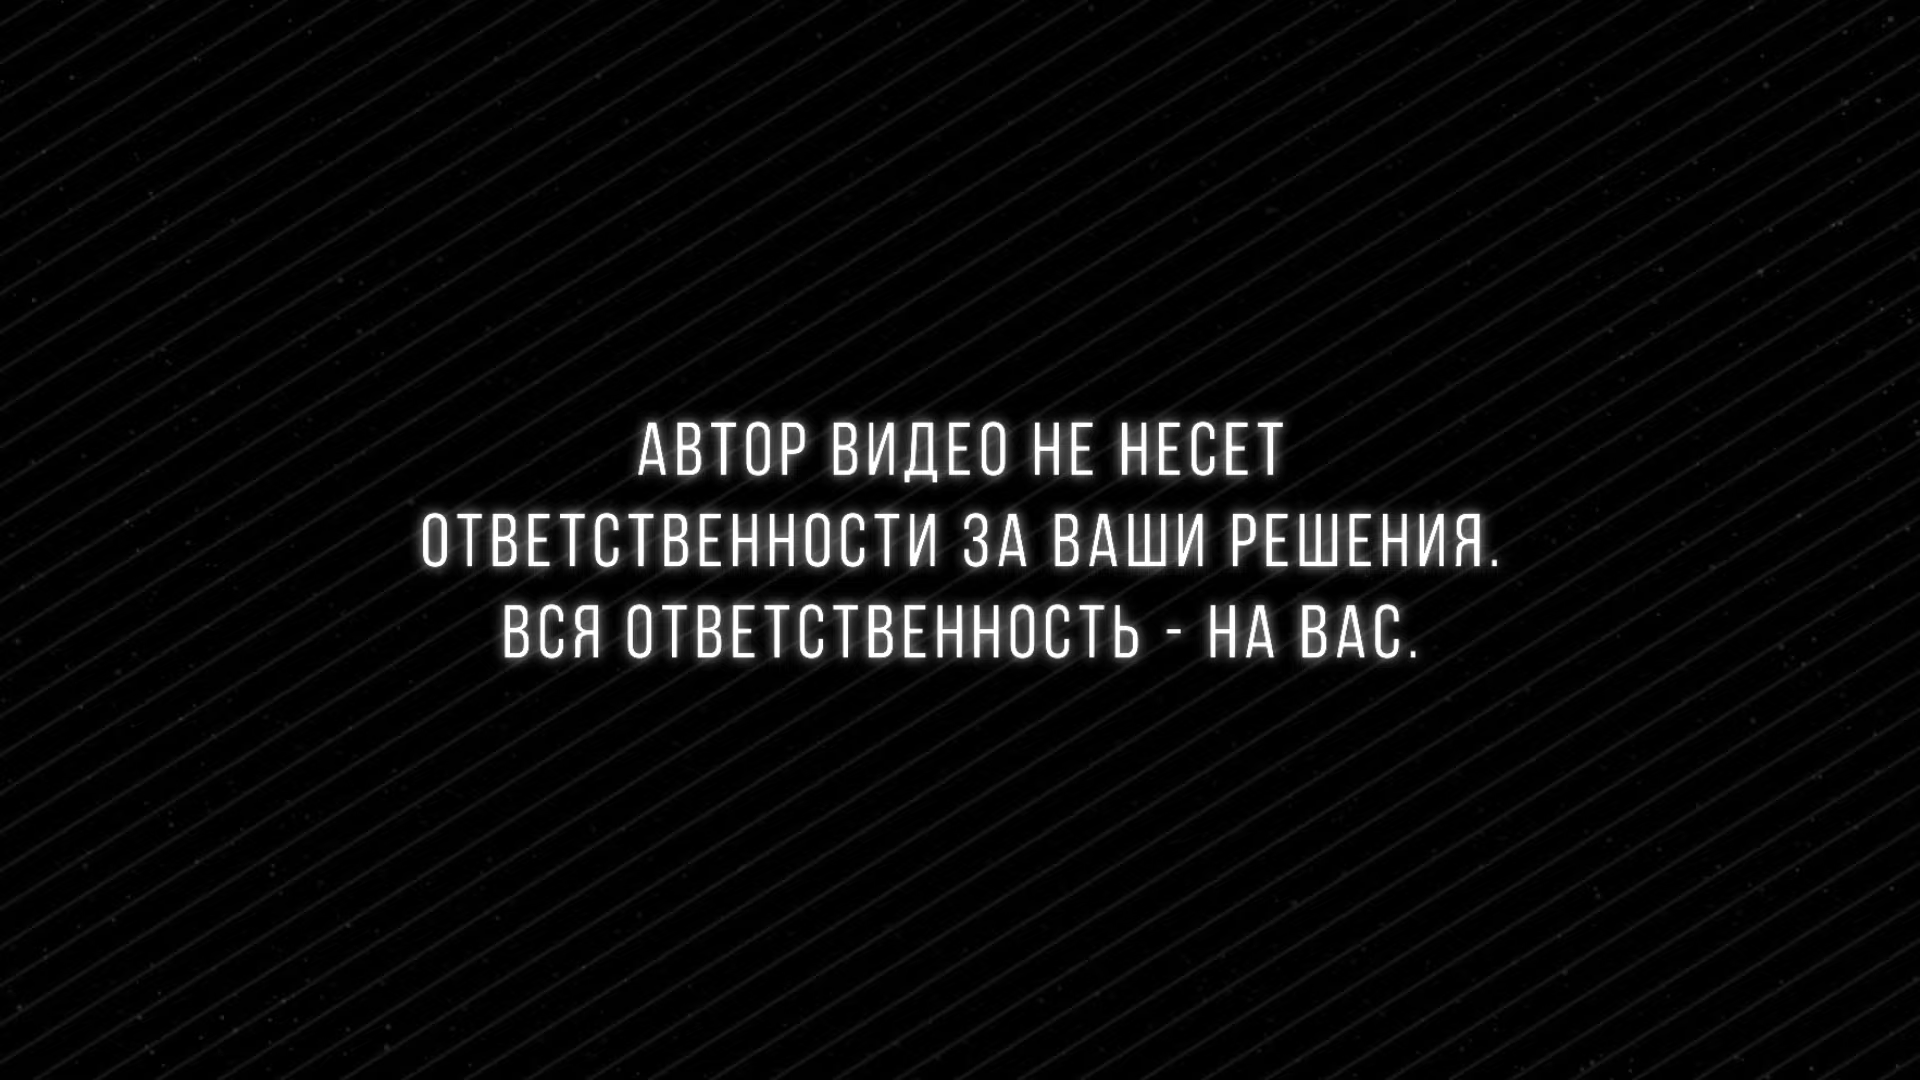 АВТОР ВИДЕО НЕ НЕСЕТ
ОТВЕТСТВЕННОСТИ ЗА ВАШИ РЕШЕНИЯ.
ВСЯ ОТВЕТСТВЕННОСТЬ - НА ВАС.